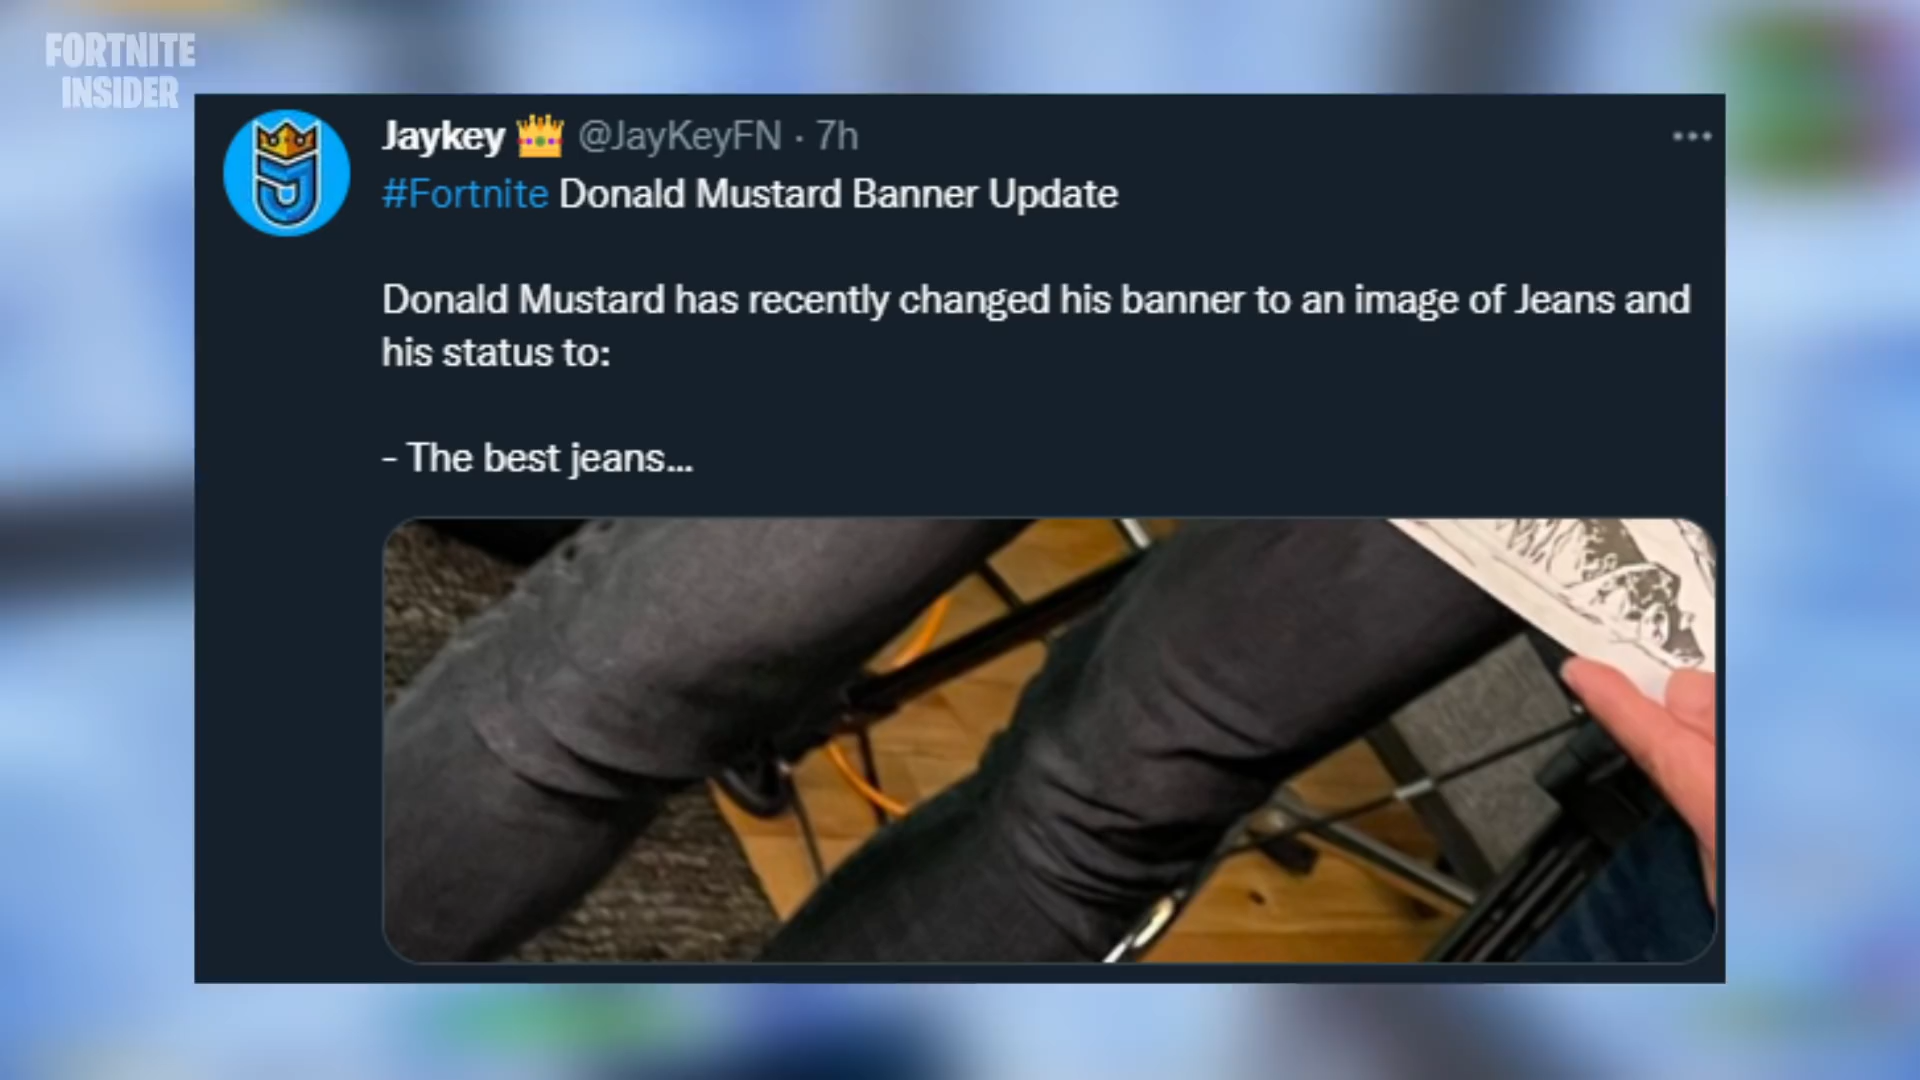 FORTNITE
INSIDER
Jaykey 👑 @JayKeyFN · 7h
#Fortnite Donald Mustard Banner Update
Donald Mustard has recently changed his banner to an image of Jeans and
his status to:
- The best jeans...